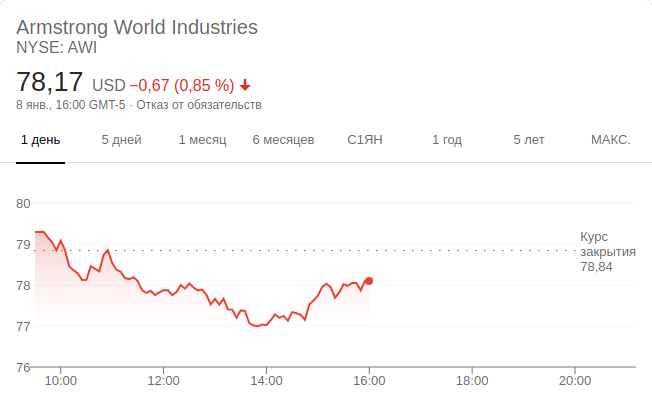 Armstrong World Industries
NYSE: AWI
78,17 USD −0,67 (0,85 %)
8 янв., 16:00 GMT-5 · Отказ от обязательств
1 день 5 дней 1 месяц 6 месяцев С1ЯН 1 год 5 лет МАКС.
80
79
78
77
76
Курс
закрытия
78,84
10:00 12:00 14:00 16:00 18:00 20:00